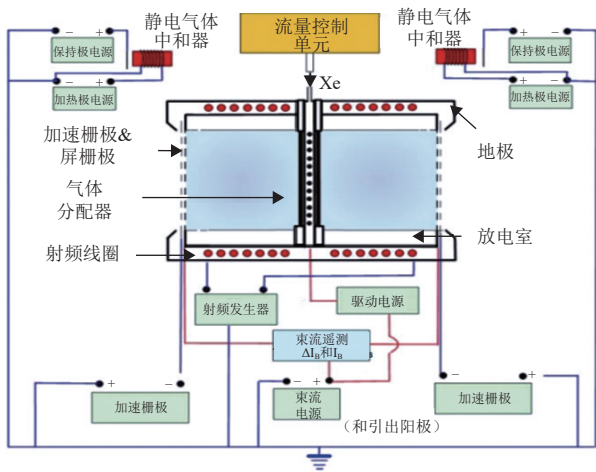 静电气体
中和器
流量控制
单元
静电气体
中和器
- +
保持极电源
- +
保持极电源
- +
加热极电源
+ -
加热极电源
Xe
加速栅极&
屏栅极
地极
气体
分配器
射频线圈
放电室
射频发生器
驱动电源
束流遥测
ΔI_B和I_B
+ -
加速栅极
- +
束流
电源
- +
加速栅极
(和引出阳极)